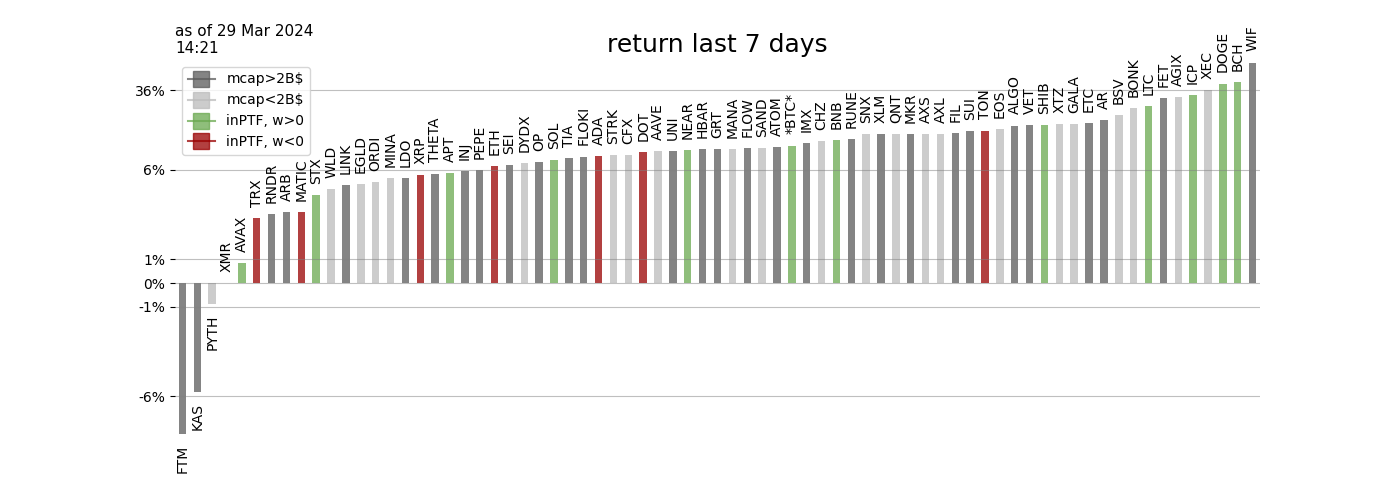 as of 29 Mar 2024
14:21
return last 7 days
mcap>2B$
mcap<2B$
inPTF, w>0
inPTF, w<0
36%
6%
1%
0%
-1%
-6%
FTM
KAS
PYTH
XMR
AVAX
TRX
RNDR
ARB
MATIC
STX
WLD
LINK
EGLD
ORDI
MINA
LDO
XRP
THETA
APT
INJ
PEPE
ETH
SEI
DYDX
OP
SOL
TIA
FLOKI
ADA
STRK
CFX
DOT
AAVE
UNI
NEAR
HBAR
GRT
MANA
FLOW
SAND
ATOM
*BTC*
IMX
CHZ
BNB
RUNE
SNX
XLM
QNT
MKR
AXS
AXL
FIL
SUI
TON
EOS
ALGO
VET
SHIB
XTZ
GALA
ETC
AR
BSV
BONK
LTC
FET
AGIX
ICP
XEC
DOGE
BCH
WIF